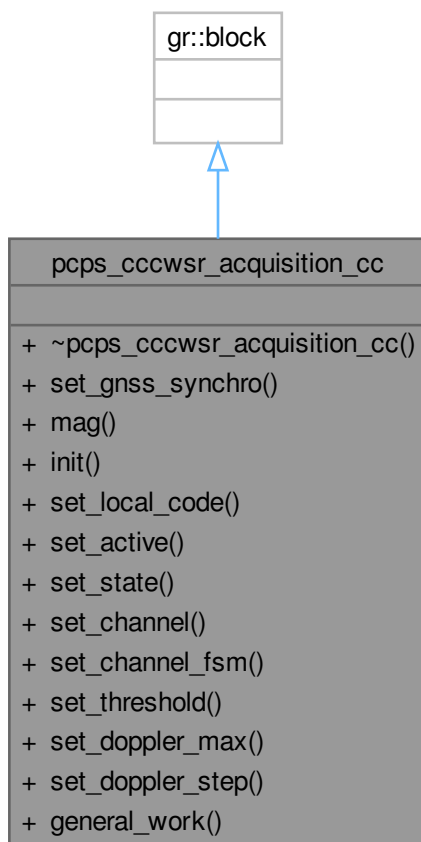 gr::block
pcps_cccwsr_acquisition_cc
+ ~pcps_cccwsr_acquisition_cc()
+ set_gnss_synchro()
+ mag()
+ init()
+ set_local_code()
+ set_active()
+ set_state()
+ set_channel()
+ set_channel_fsm()
+ set_threshold()
+ set_doppler_max()
+ set_doppler_step()
+ general_work()